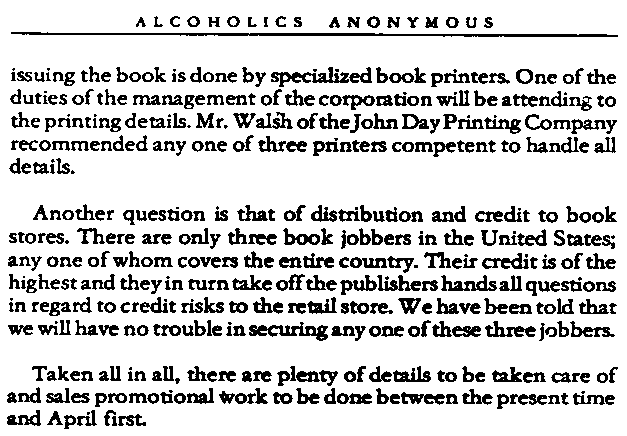 ALCOHOLICS ANONYMOUS
issuing the book is done by specialized book printers. One of the
duties of the management of the corporation will be attending to
the printing details. Mr. Walsh of the John Day Printing Company
recommended any one of three printers competent to handle all
details.
Another question is that of distribution and credit to book
stores. There are only three book jobbers in the United States;
any one of whom covers the entire country. Their credit is of the
highest and they in turn take off the publishers hands all questions
in regard to credit risks to the retail store. We have been told that
we will have no trouble in securing any one of these three jobbers.
Taken all in all, there are plenty of details to be taken care of
and sales promotional work to be done between the present time
and April first.